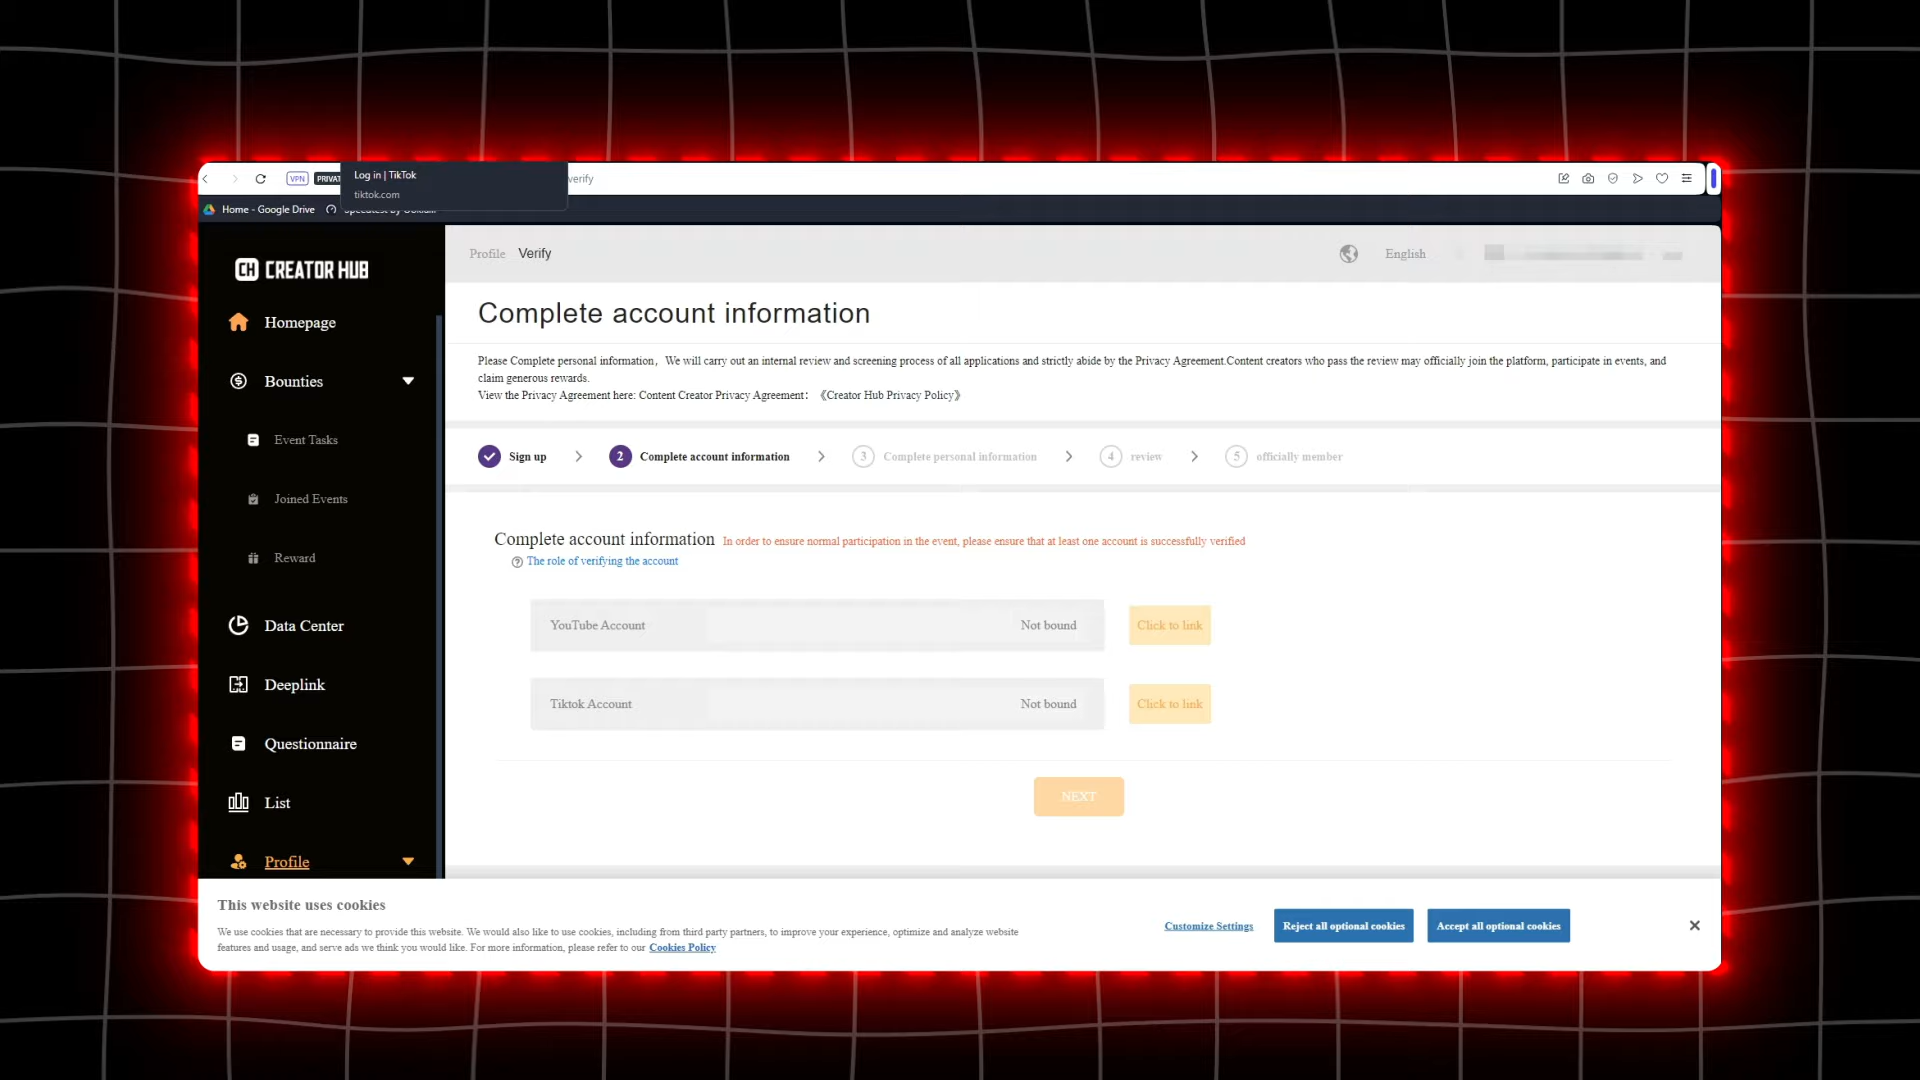 Log in | TikTok
tiktok.com
VPN
verify
Home - Google Drive
CH CREATOR HUB
Profile Verify
English
Homepage
Bounties
Event Tasks
Joined Events
Reward
Data Center
Deeplink
Questionnaire
List
Profile
Complete account information
Please Complete personal information，We will carry out an internal review and screening process of all applications and strictly abide by the Privacy Agreement.Content creators who pass the review may officially join the platform, participate in events, and
claim generous rewards.
View the Privacy Agreement here: Content Creator Privacy Agreement：《Creator Hub Privacy Policy》
Sign up > 2 Complete account information > 3 Complete personal information > 4 review > 5 officially member
Complete account information In order to ensure normal participation in the event, please ensure that at least one account is successfully verified
The role of verifying the account
YouTube Account Not bound Click to link
Tiktok Account Not bound Click to link
NEXT
This website uses cookies
We use cookies that are necessary to provide this website. We would also like to use cookies, including from third party partners, to improve your experience, optimize and analyze website
features and usage, and serve ads we think you would like. For more information, please refer to our Cookies Policy
Customize Settings
Reject all optional cookies
Accept all optional cookies